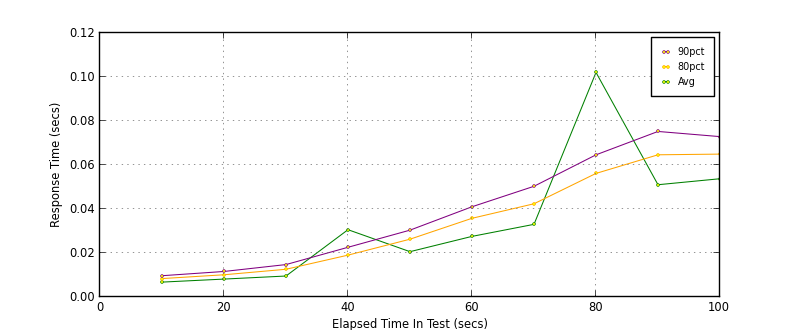 0.12
0.10
0.08
0.06
0.04
0.02
0.00
Response Time (secs)
90pct
80pct
Avg
0 20 40 60 80 100
Elapsed Time In Test (secs)